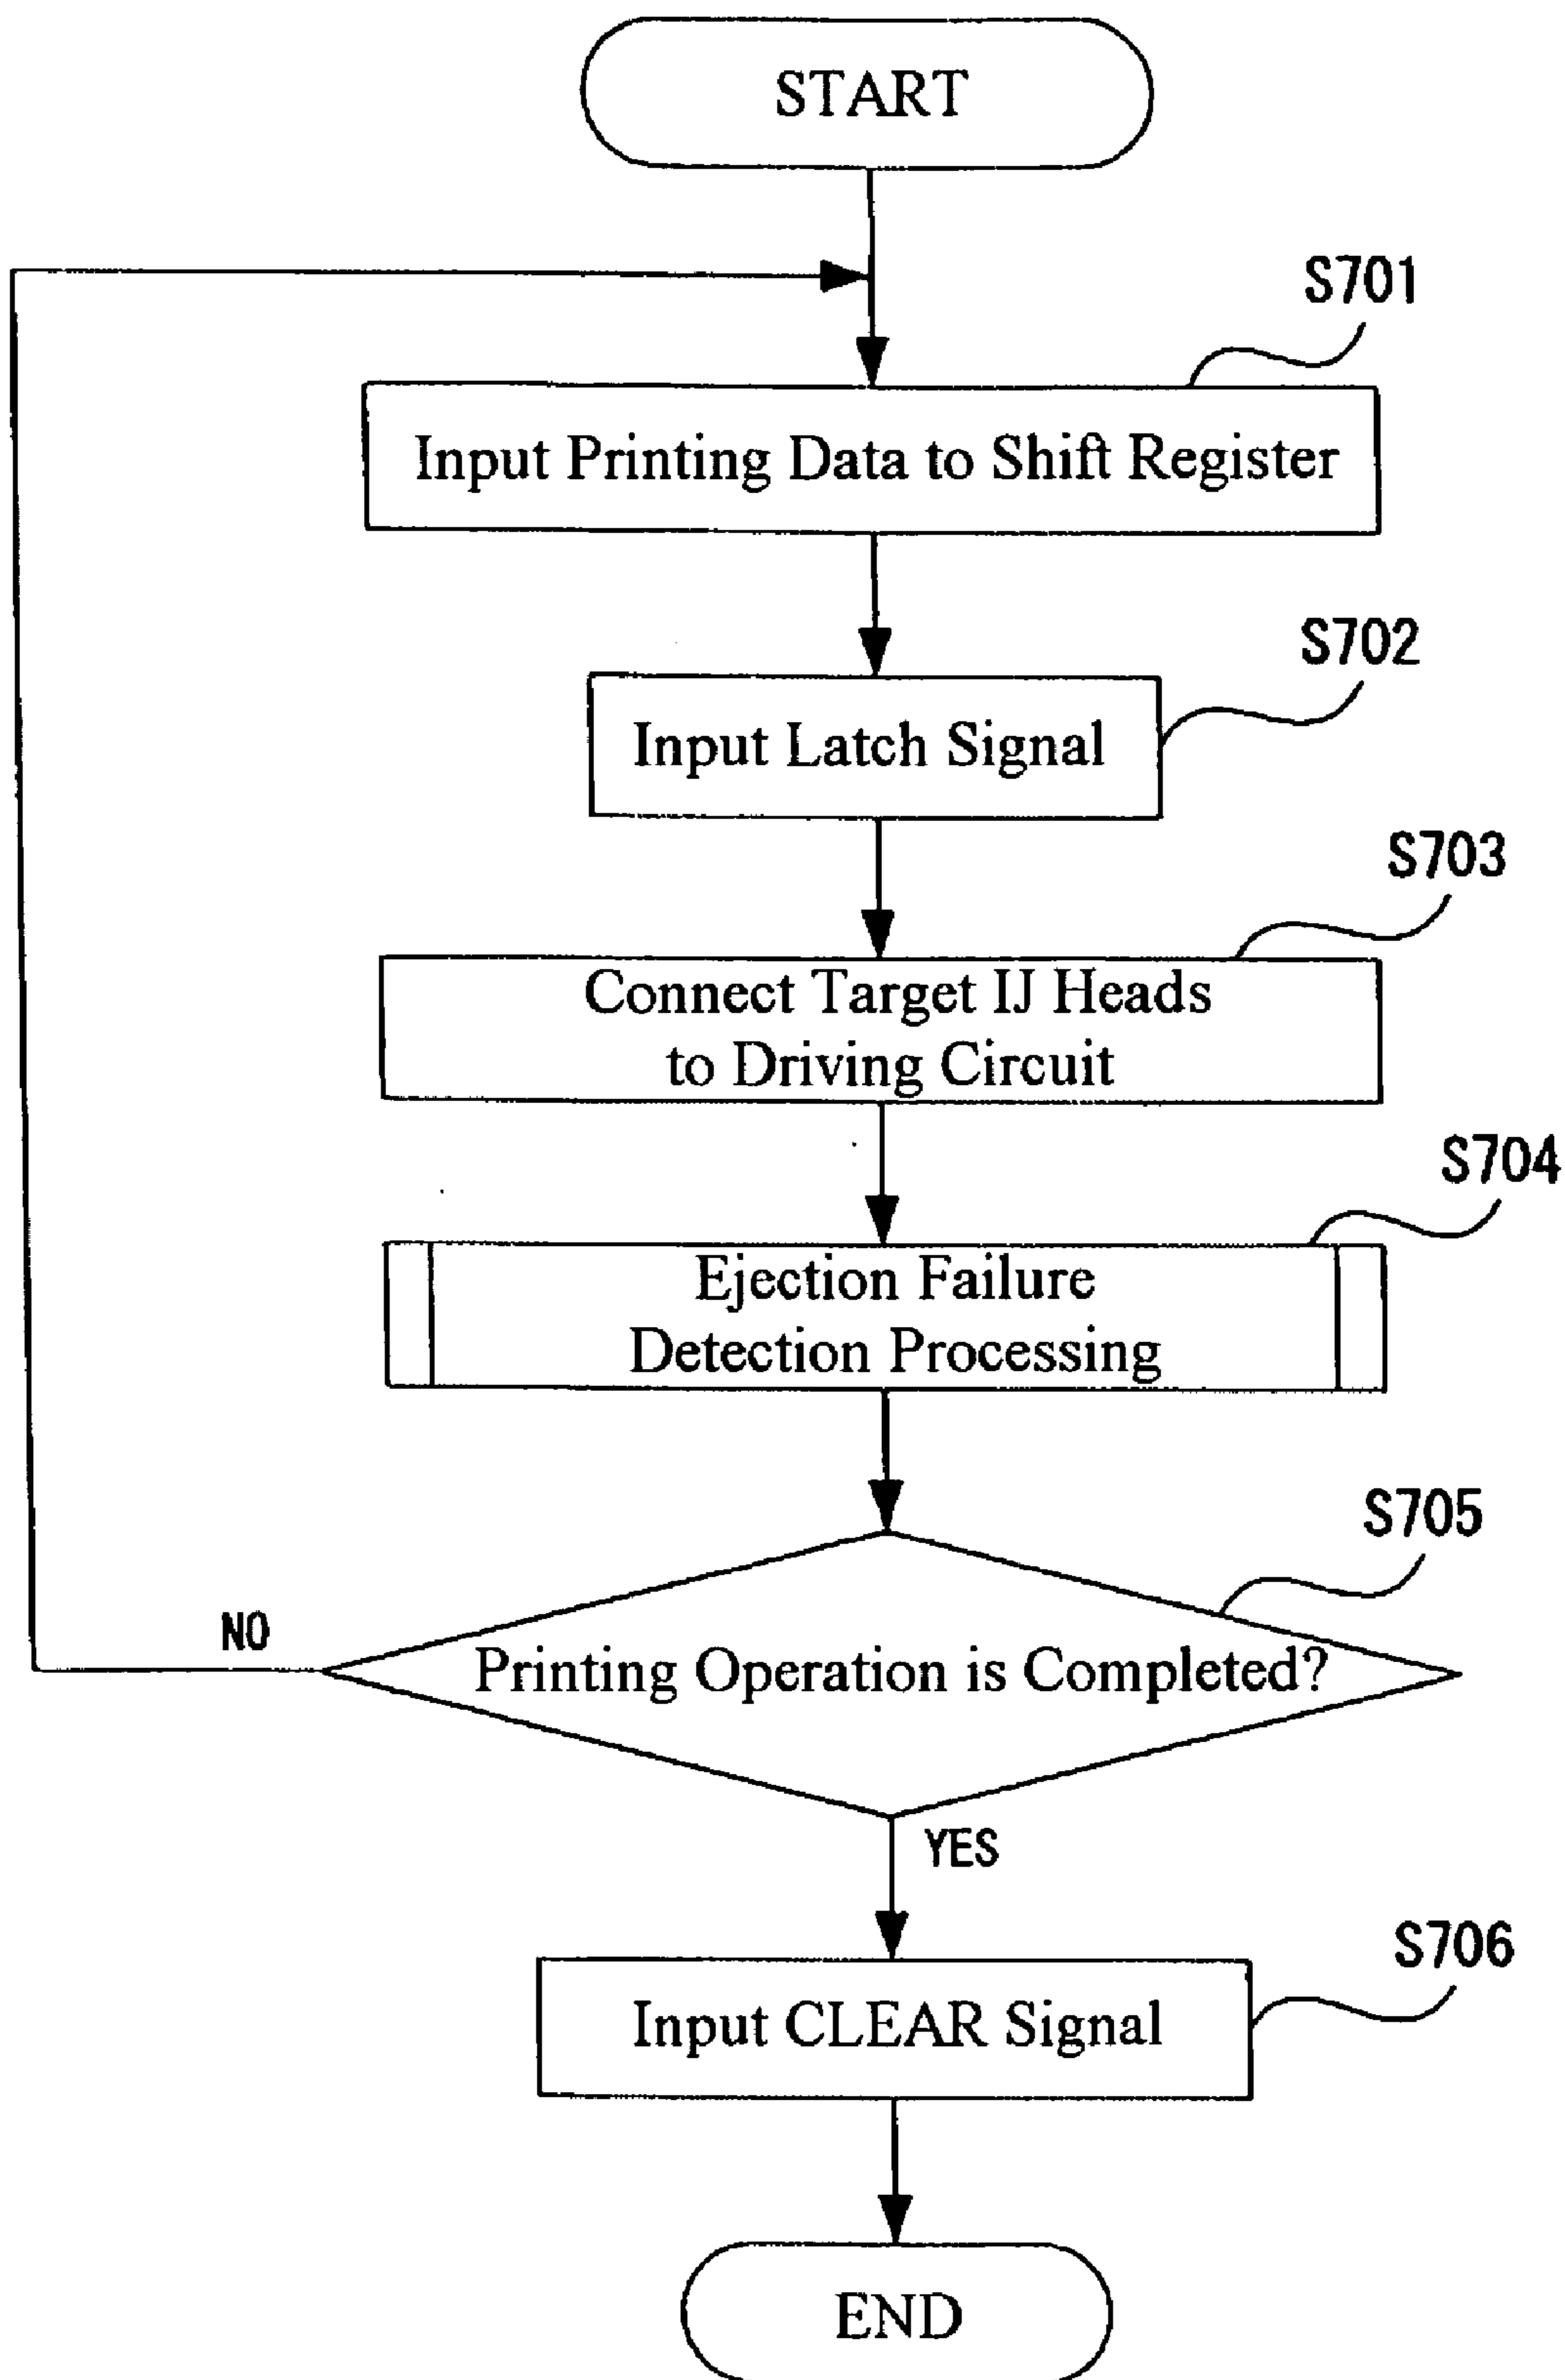 START
S701
Input Printing Data to Shift Register
S702
Input Latch Signal
S703
Connect Target IJ Heads
to Driving Circuit
S704
Ejection Failure
Detection Processing
S705
NO
Printing Operation is Completed?
YES
S706
Input CLEAR Signal
END